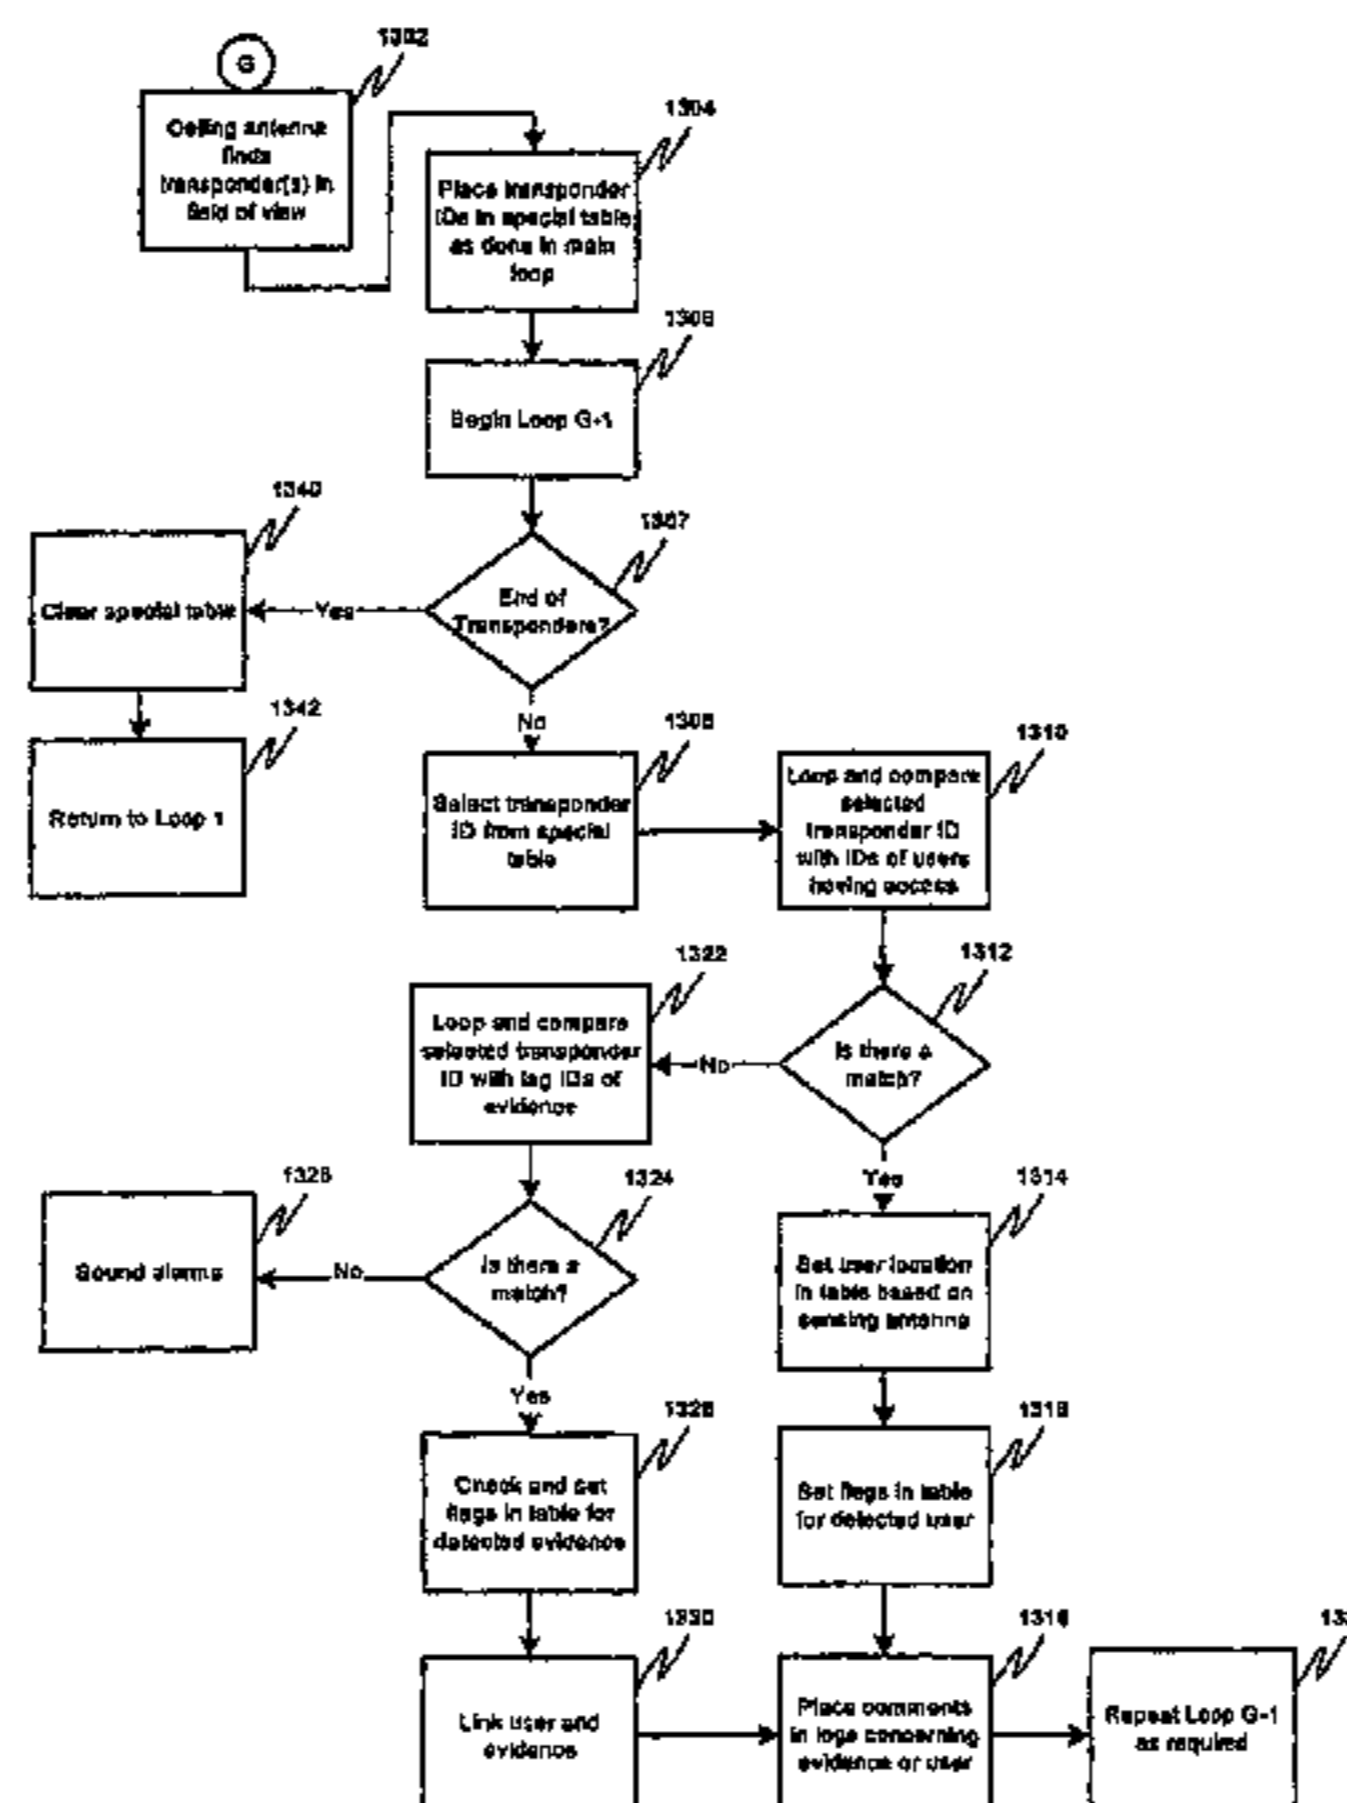 1302
G
Ceiling antenna
finds
transponder(s) in
field of view
1304
Place transponder
IDs in special table
as done in main
loop
1306
Begin Loop G-1
1307
End of
Transponders?
Yes
1340
Clear special table
1342
Return to Loop 1
No
1308
Select transponder
ID from special
table
1310
Loop and compare
selected
transponder ID
with IDs of users
having access
1312
Is there a
match?
No
1322
Loop and compare
selected transponder
ID with tag IDs of
evidence
Yes
1314
Set user location
in table based on
sensing antenna
1324
Is there a
match?
No
Sound alarms
Yes
Check and set
flags in table for
detected evidence
Set flags in table
for detected user
1330
Link user and
evidence
Place comments
in logs concerning
evidence or user
Repeat Loop G-1
as required